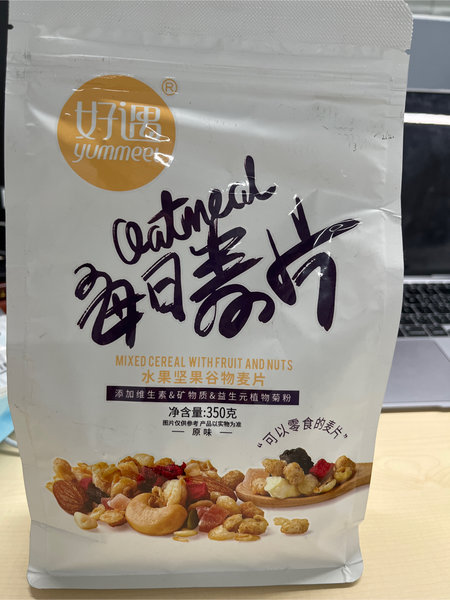 好遇®
yummeet
Oatmeal
每日麦片
MIXED CEREAL WITH FRUIT AND NUTS
水果坚果谷物麦片
添加维生素&矿物质&益生元植物菊粉
净含量:350克
图片仅供参考 产品以实物为准
原味
“可以零食的麦片”